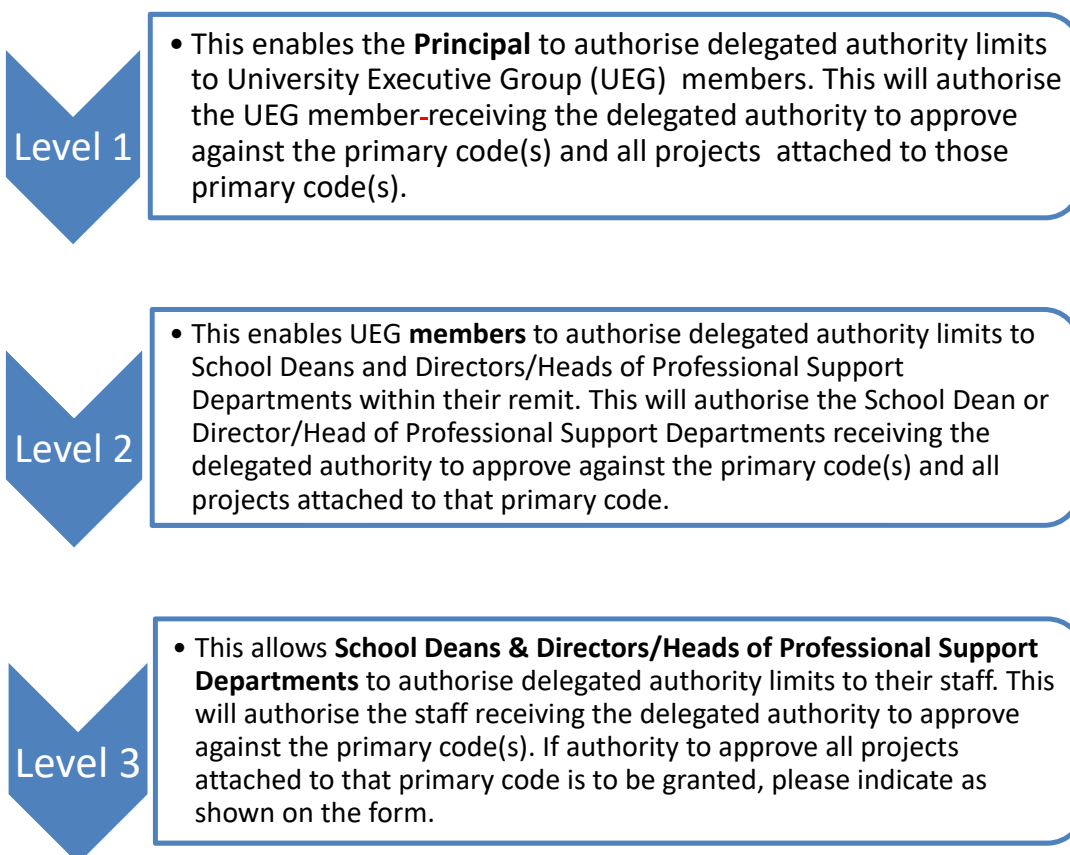 Level 1
• This enables the Principal to authorise delegated authority limits
to University Executive Group (UEG)  members. This will authorise
the UEG member-receiving the delegated authority to approve
against the primary code(s) and all projects  attached to those
primary code(s).
Level 2
• This enables UEG members to authorise delegated authority limits to
School Deans and Directors/Heads of Professional Support
Departments within their remit. This will authorise the School Dean or
Director/Head of Professional Support Departments receiving the
delegated authority to approve against the primary code(s) and all
projects attached to that primary code.
Level 3
• This allows School Deans & Directors/Heads of Professional Support
Departments to authorise delegated authority limits to their staff. This
will authorise the staff receiving the delegated authority to approve
against the primary code(s). If authority to approve all projects
attached to that primary code is to be granted, please indicate as
shown on the form.